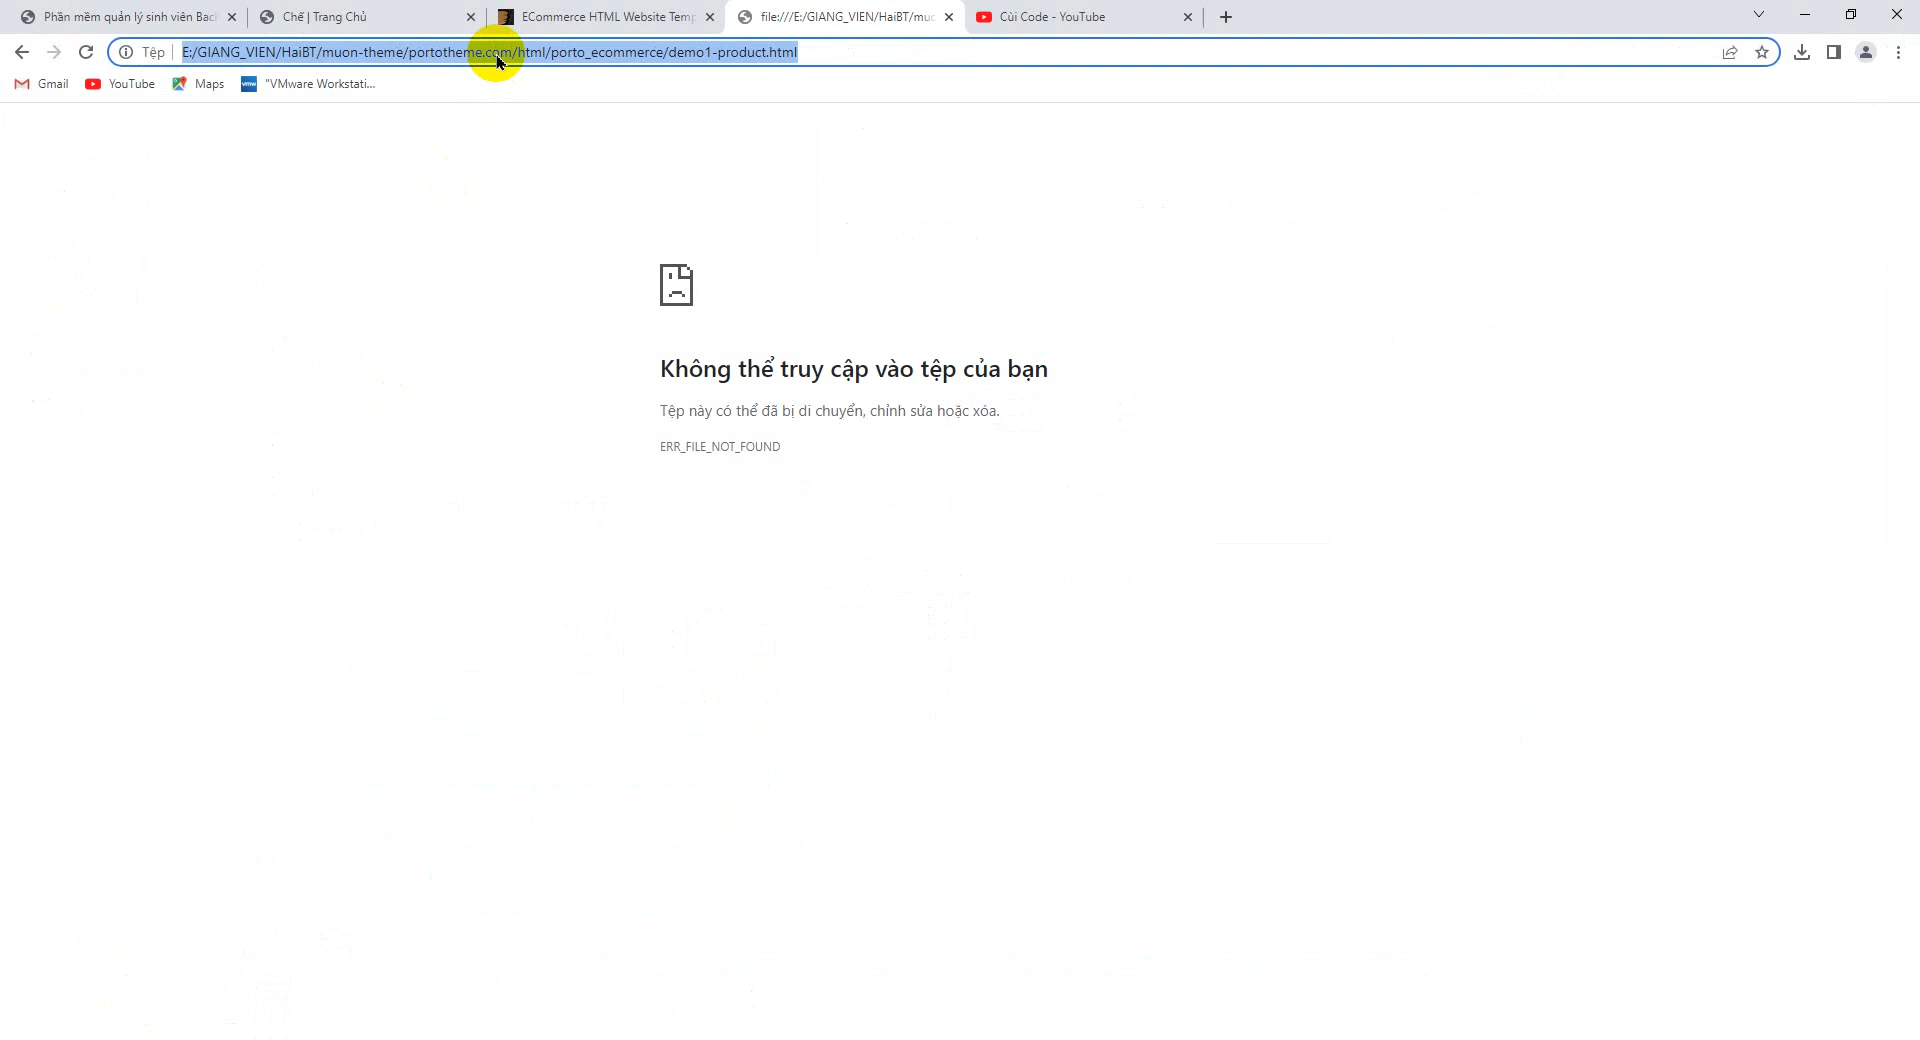 Phần mềm quản lý sinh viên Bac
Chế | Trang Chủ
ECommerce HTML Website Temp
file:///E:/GIANG_VIEN/HaiBT/muo
Cùi Code - YouTube
Tệp
E:/GIANG_VIEN/HaiBT/muon-theme/portotheme.com/html/porto_ecommerce/demo1-product.html
Gmail
YouTube
Maps
vmw
"VMware Workstati...
Không thể truy cập vào tệp của bạn
Tệp này có thể đã bị di chuyển, chỉnh sửa hoặc xóa.
ERR_FILE_NOT_FOUND